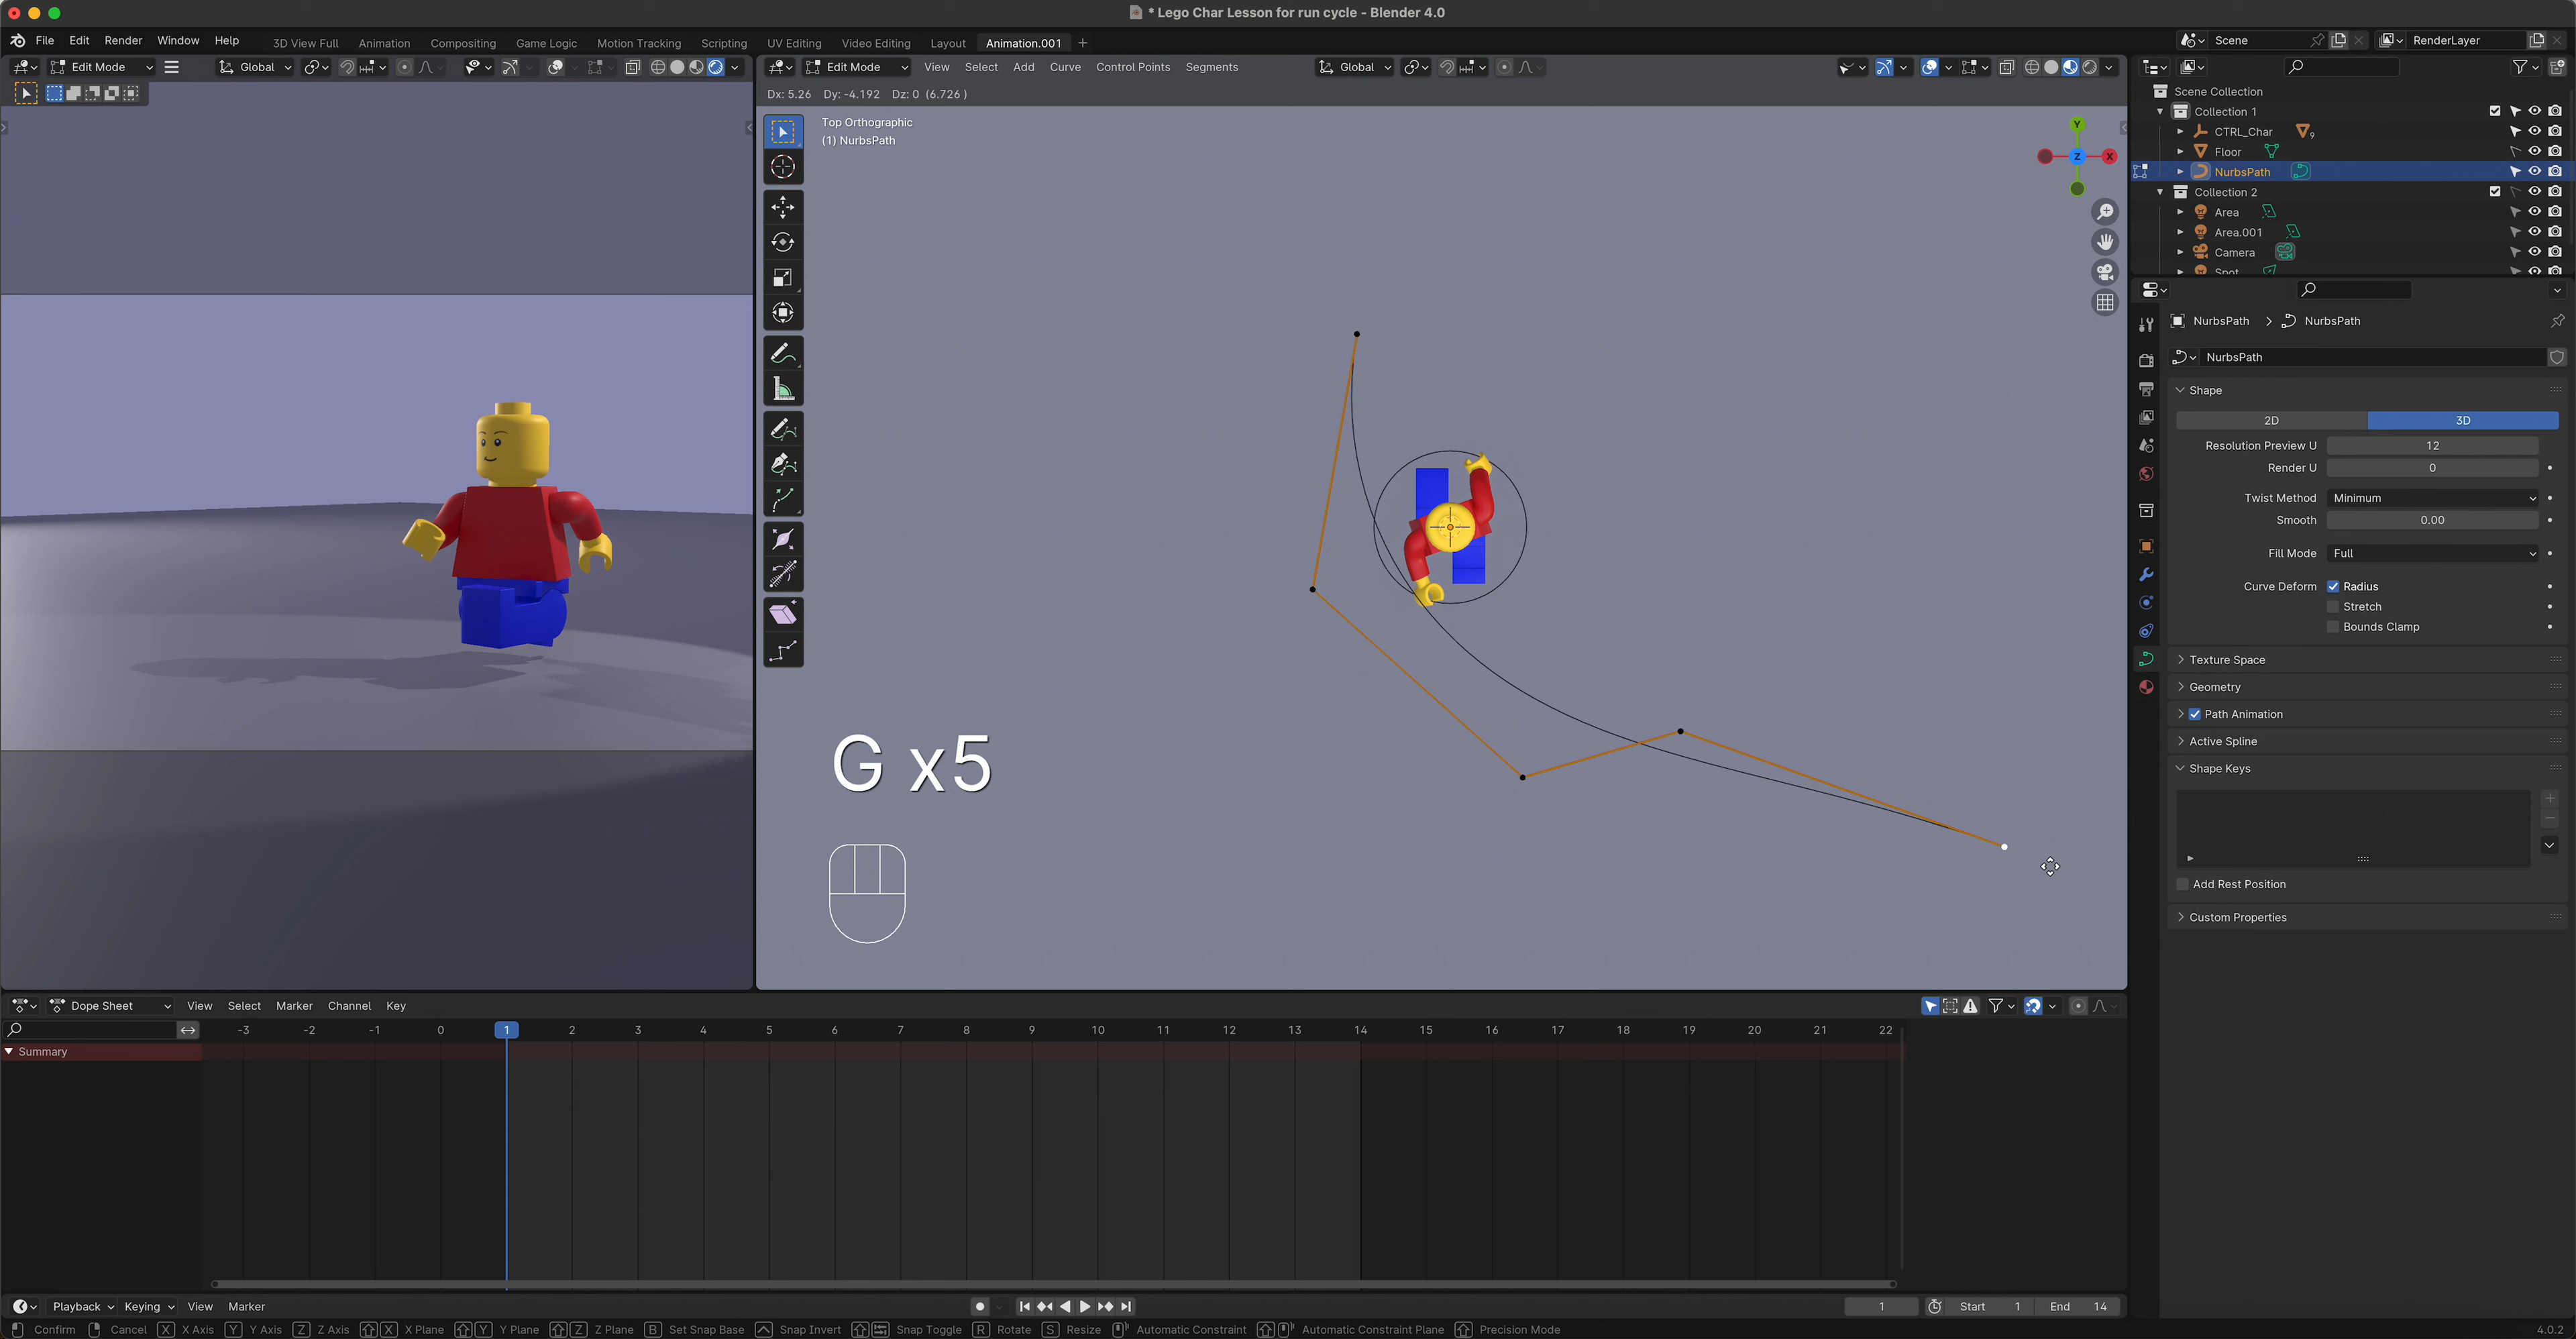 * Lego Char Lesson for run cycle - Blender 4.0
File Edit Render Window Help 3D View Full Animation Compositing Game Logic Motion Tracking Scripting UV Editing Video Editing Layout Animation.001 + Scene RenderLayer
Edit Mode Global Edit Mode View Select Add Curve Control Points Segments Global
Dx: 5.26 Dy: -4.192 Dz: 0 (6.726 )
Top Orthographic
(1) NurbsPath
Y
Z X
G x5
Scene Collection
Collection 1
CTRL_Char 9
Floor
NurbsPath
Collection 2
Area
Area.001
Camera
Spot
NurbsPath > NurbsPath
NurbsPath
Shape
2D 3D
Resolution Preview U 12
Render U 0
Twist Method Minimum
Smooth 0.00
Fill Mode Full
Curve Deform Radius
Stretch
Bounds Clamp
Texture Space
Geometry
Path Animation
Active Spline
Shape Keys
Add Rest Position
Custom Properties
Dope Sheet View Select Marker Channel Key
-3 -2 -1 0 1 2 3 4 5 6 7 8 9 10 11 12 13 14 15 16 17 18 19 20 21 22
Summary
Playback Keying View Marker 1 Start 1 End 14
Confirm Cancel X X Axis Y Y Axis Z Z Axis X X Plane Y Y Plane Z Z Plane B Set Snap Base Snap Invert Snap Toggle R Rotate S Resize Automatic Constraint Automatic Constraint Plane Precision Mode 4.0.2